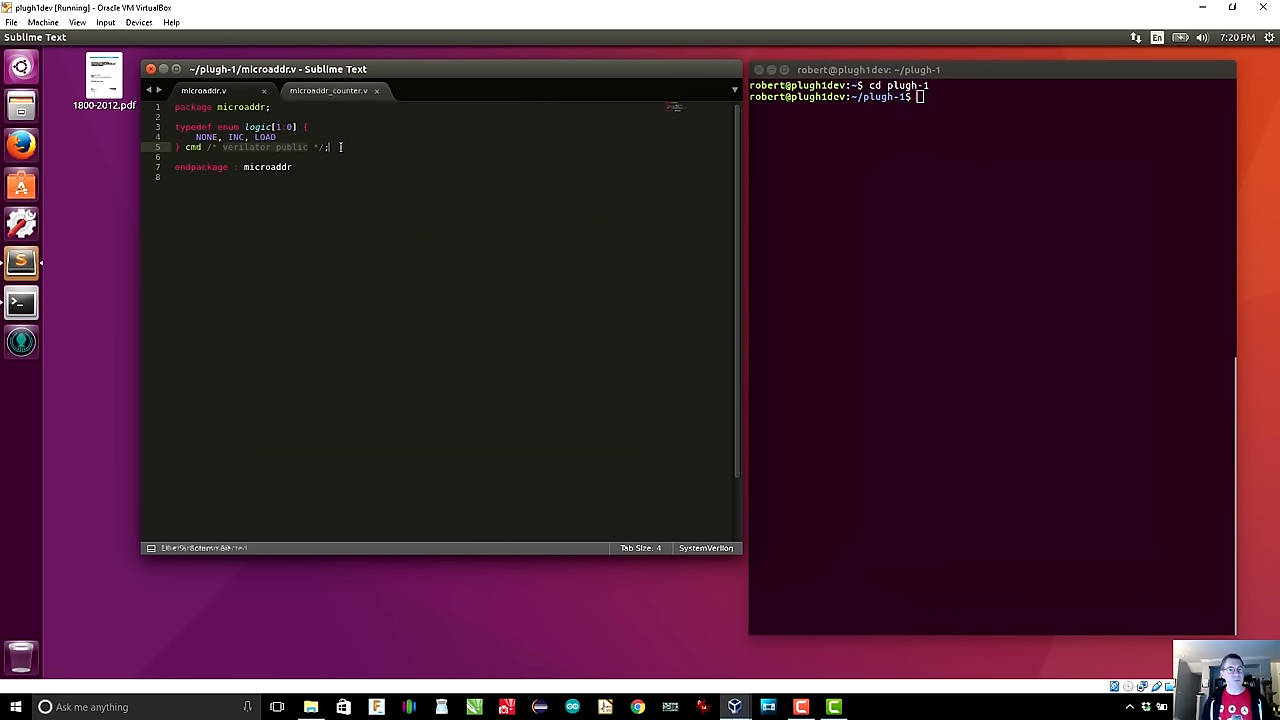 plugh1dev [Running] - Oracle VM VirtualBox
File Machine View Input Devices Help
Sublime Text
En
7:20 PM
1800-2012.pdf
~/plugh-1/microaddr.v - Sublime Text
microaddr.v
microaddr_counter.v
1 package microaddr;
2
3 typedef enum logic[1:0] {
4 NONE, INC, LOAD
5 } cmd /* verilator public */;
6
7 endpackage : microaddr
8
Tab Size: 4
SystemVerilog
robert@plugh1dev: ~/plugh-1
robert@plugh1dev:~$ cd plugh-1
robert@plugh1dev:~/plugh-1$
Ask me anything